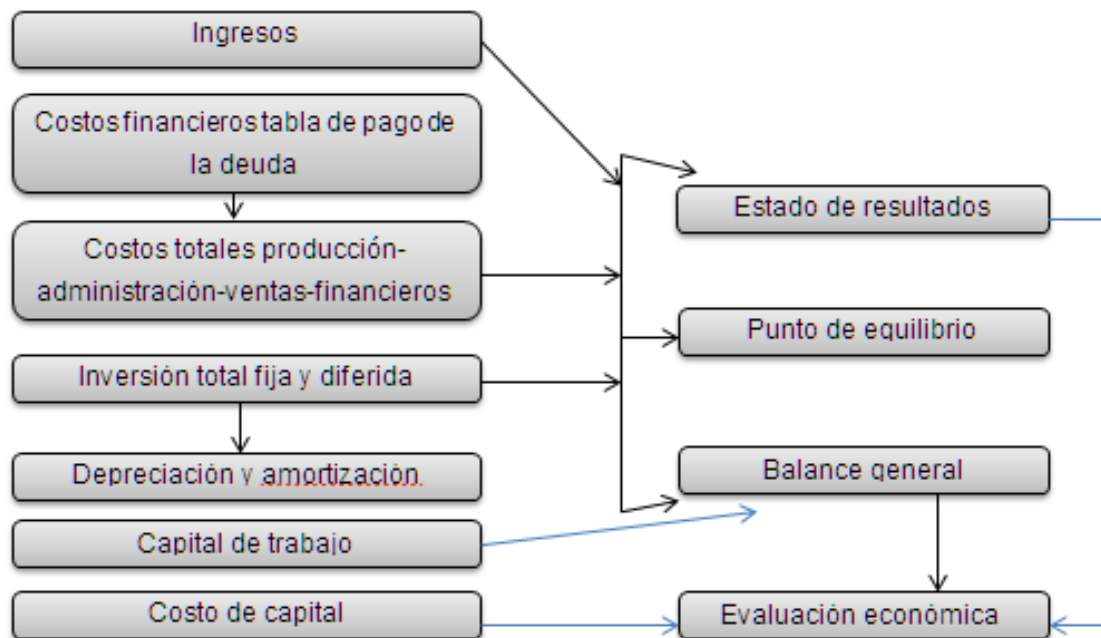 Ingresos
Costos financieros tabla de pago de
la deuda
Costos totales producción-
administración-ventas-financieros
Inversión total fija y diferida
Depreciación y amortización
Capital de trabajo
Costo de capital
Estado de resultados
Punto de equilibrio
Balance general
Evaluación económica